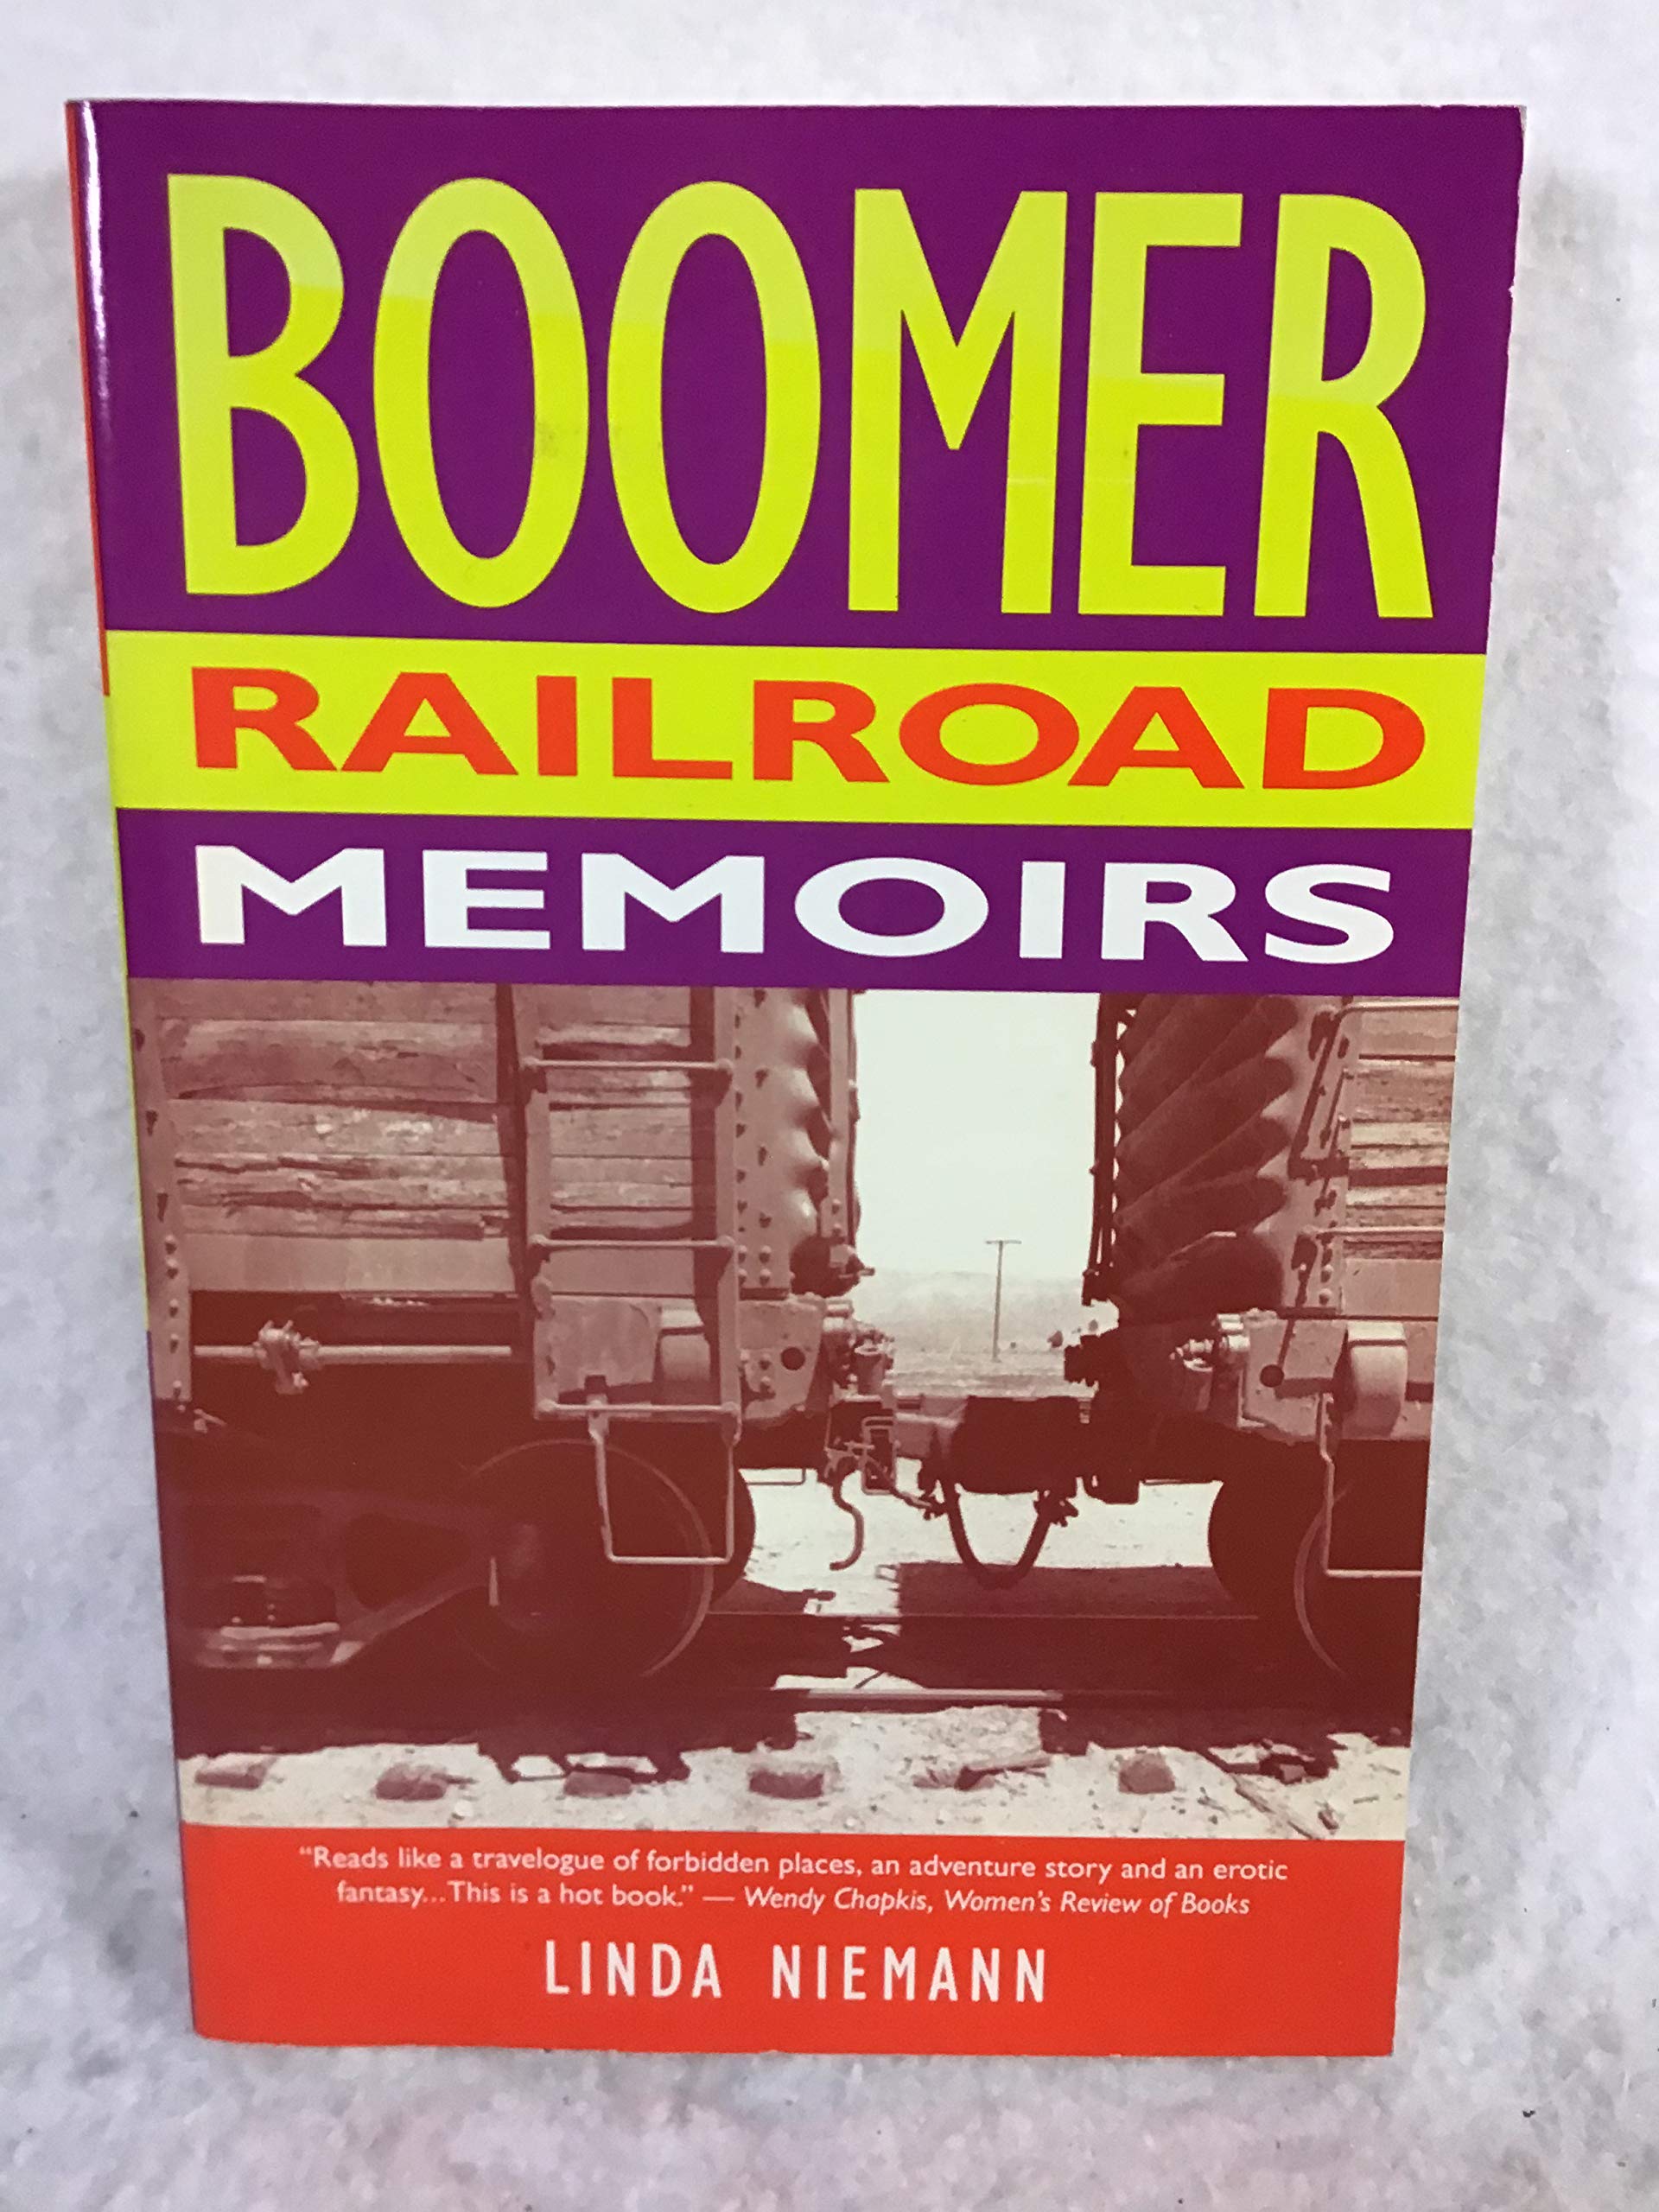 BOOMER
RAILROAD
MEMOIRS
“Reads like a travelogue of forbidden places, an adventure story and an erotic
fantasy...This is a hot book.” — Wendy Chapkis, Women’s Review of Books
LINDA NIEMANN